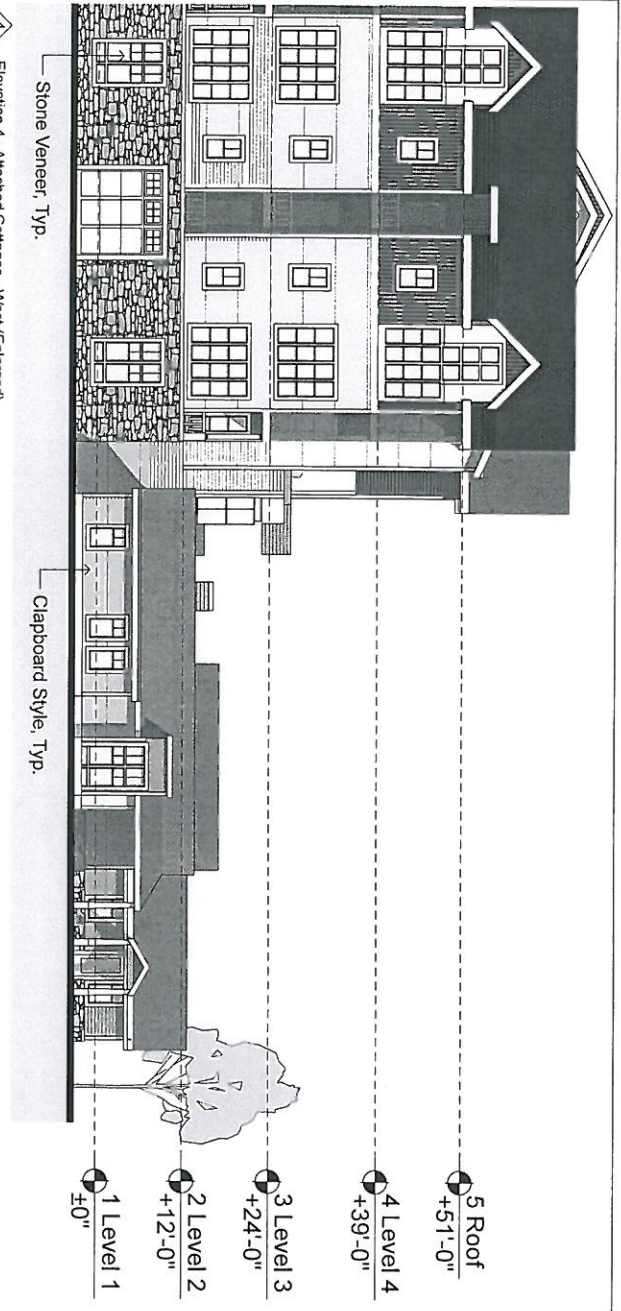 5 Roof
+51'-0"
4 Level 4
+39'-0"
3 Level 3
+24'-0"
2 Level 2
+12'-0"
1 Level 1
±0"
Stone Veneer, Typ.
Clapboard Style, Typ.